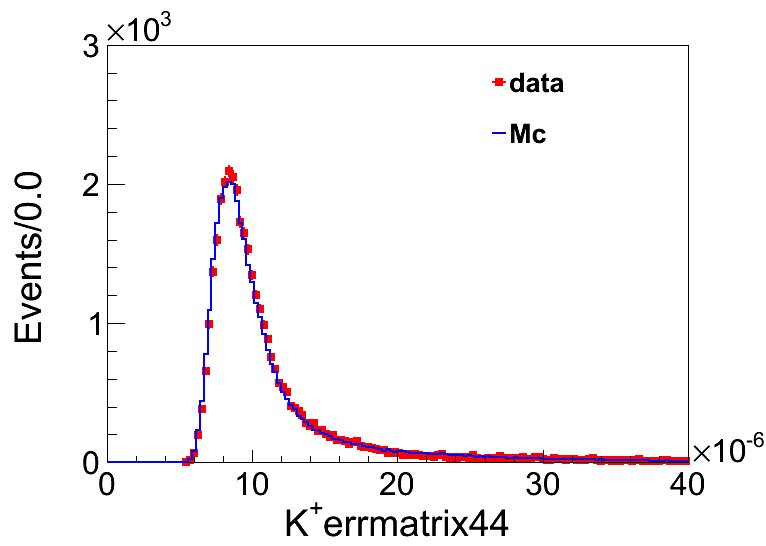 ×10³
3
data
Mc
2
Events/0.0
1
0
0 10 20 30 40
×10⁻⁶
K⁺errmatrix44